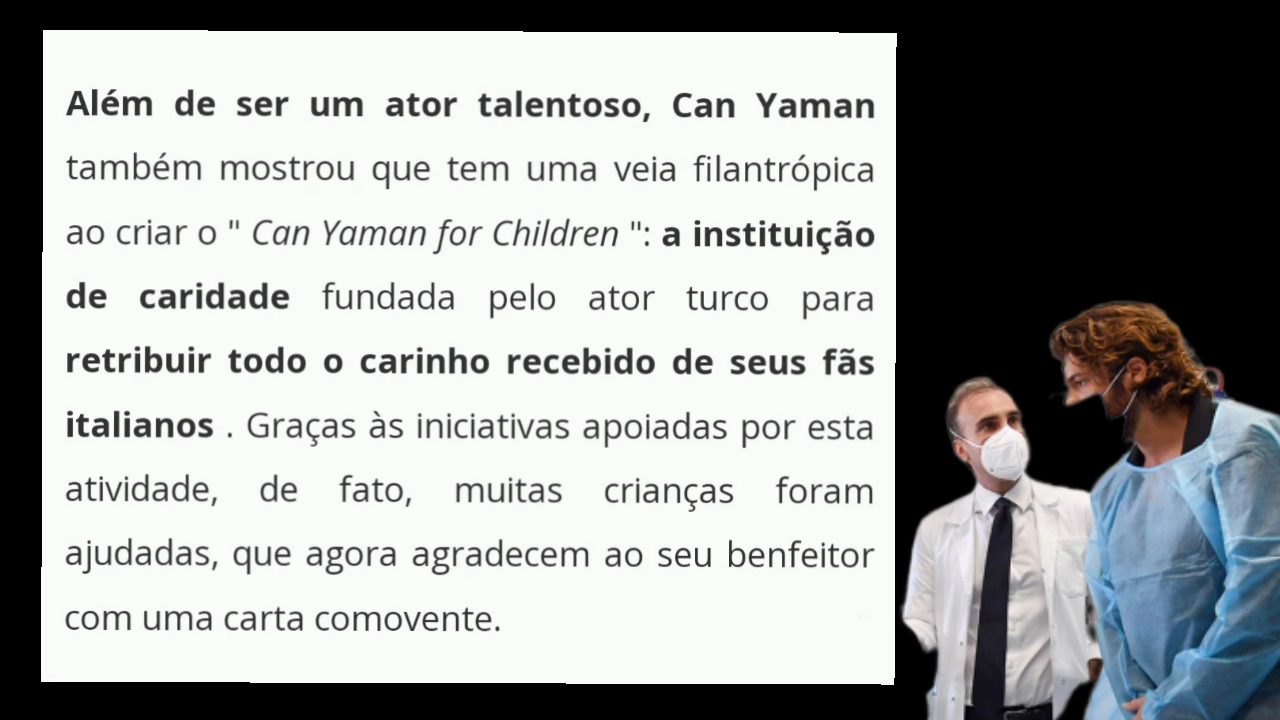 Além de ser um ator talentoso, Can Yaman
também mostrou que tem uma veia filantrópica
ao criar o " Can Yaman for Children ": a instituição
de caridade fundada pelo ator turco para
retribuir todo o carinho recebido de seus fãs
italianos . Graças às iniciativas apoiadas por esta
atividade, de fato, muitas crianças foram
ajudadas, que agora agradecem ao seu benfeitor
com uma carta comovente.